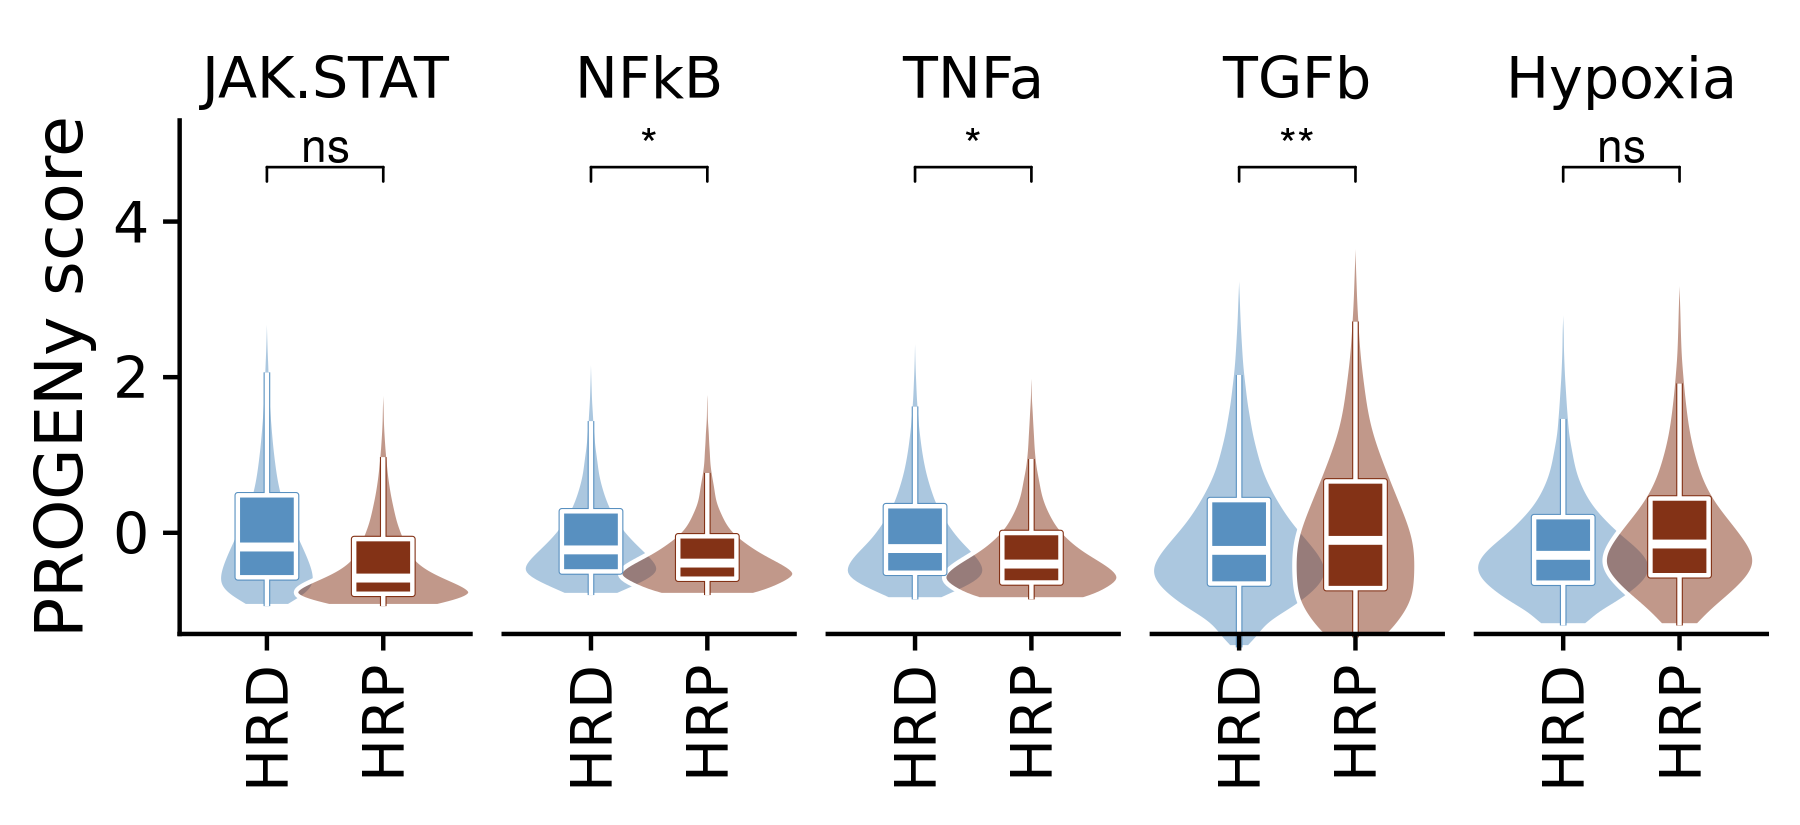 JAK.STAT NFkB TNFa TGFb Hypoxia
ns * * ** ns
PROGENy score
4
2
0
HRD HRP HRD HRP HRD HRP HRD HRP HRD HRP